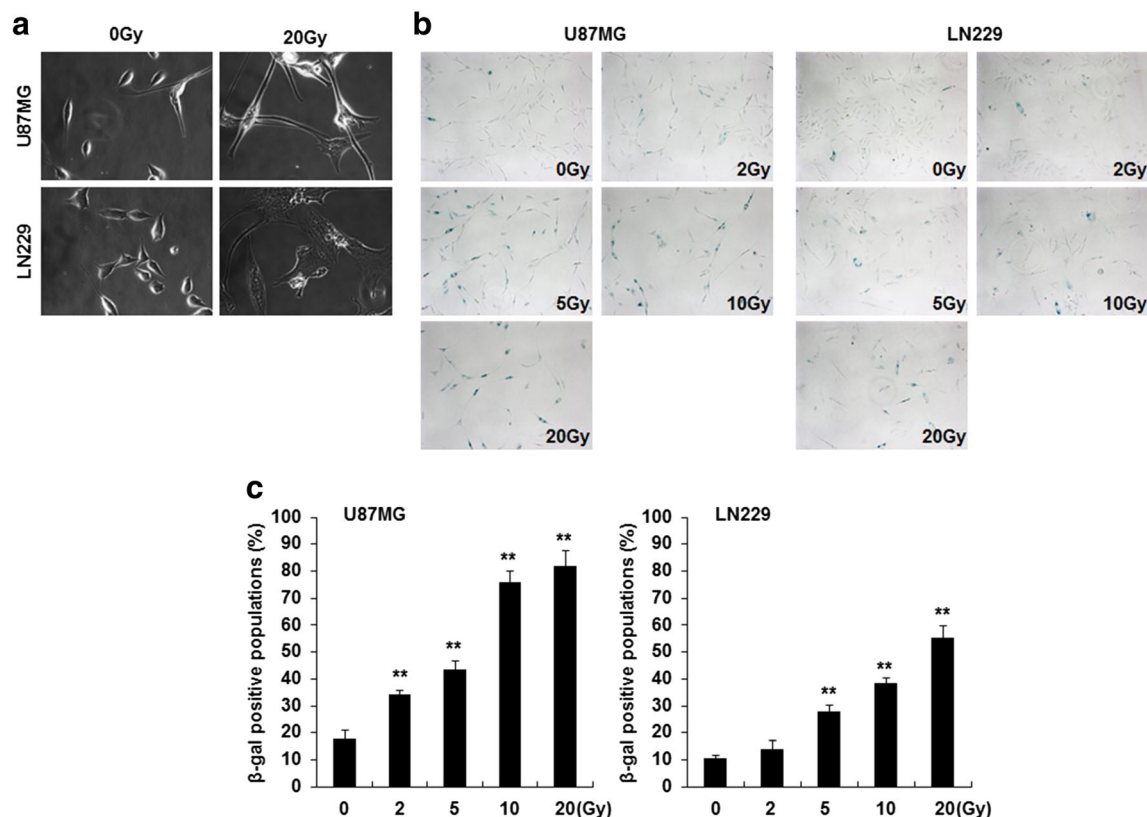 a
0Gy 20Gy
U87MG
LN229
b
U87MG LN229
0Gy 2Gy 0Gy 2Gy
5Gy 10Gy 5Gy 10Gy
20Gy 20Gy
c
U87MG
β-gal positive populations (%)
100
90
80
70
60
50
40
30
20
10
0
** ** ** **
0 2 5 10 20(Gy)
LN229
β-gal positive populations (%)
100
90
80
70
60
50
40
30
20
10
0
** ** **
0 2 5 10 20(Gy)